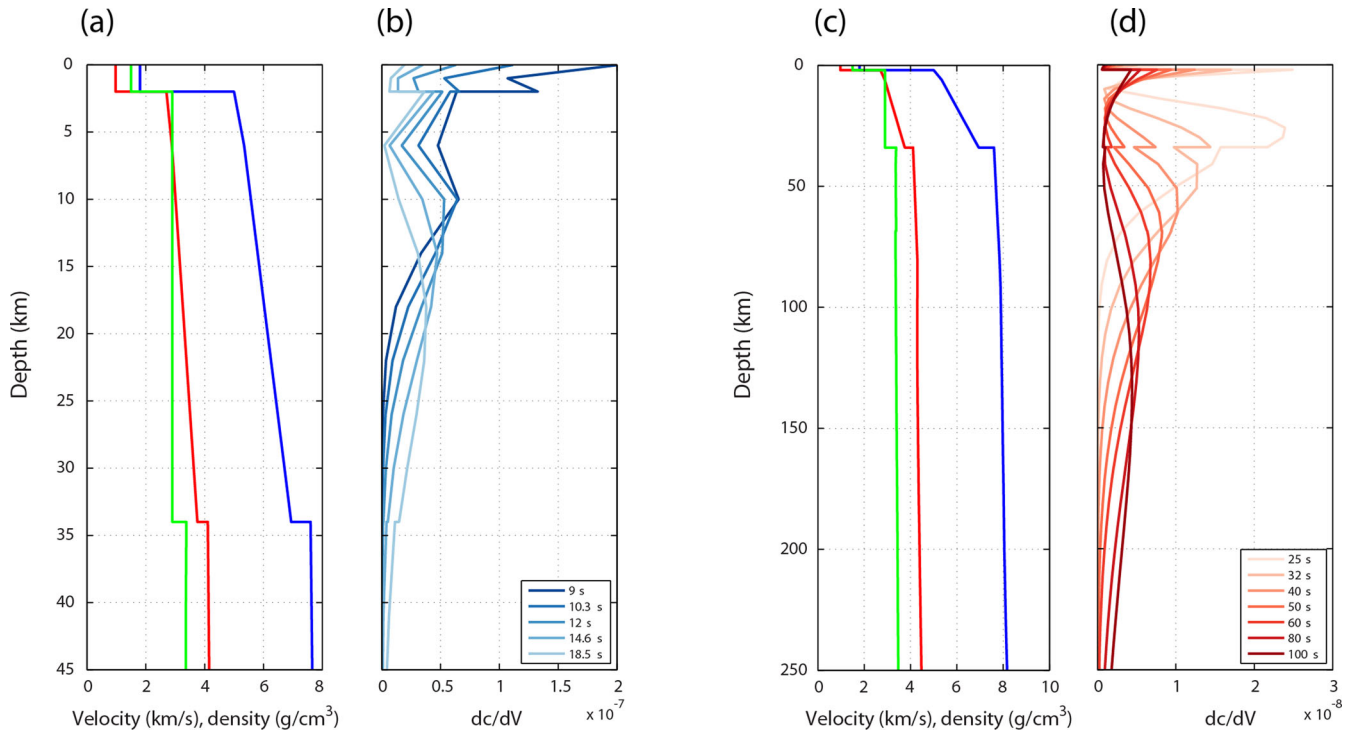 (a)
(b)
(c)
(d)
0
5
10
15
20
25
30
35
40
45
Depth (km)
0 2 4 6 8
Velocity (km/s), density (g/cm³)
9 s
10.3 s
12 s
14.6 s
18.5 s
0 0.5 1 1.5 2
x 10⁻⁷
dc/dV
0
50
100
150
200
250
Depth (km)
0 2 4 6 8 10
Velocity (km/s), density (g/cm³)
25 s
32 s
40 s
50 s
60 s
80 s
100 s
0 1 2 3
x 10⁻⁸
dc/dV